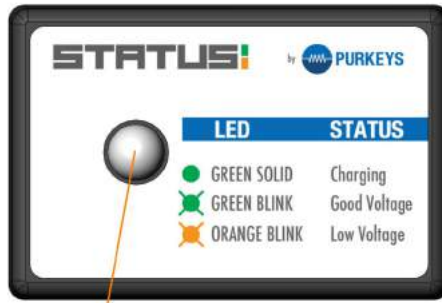 STATUS: by PURKEYS
LED STATUS
GREEN SOLID Charging
GREEN BLINK Good Voltage
ORANGE BLINK Low Voltage